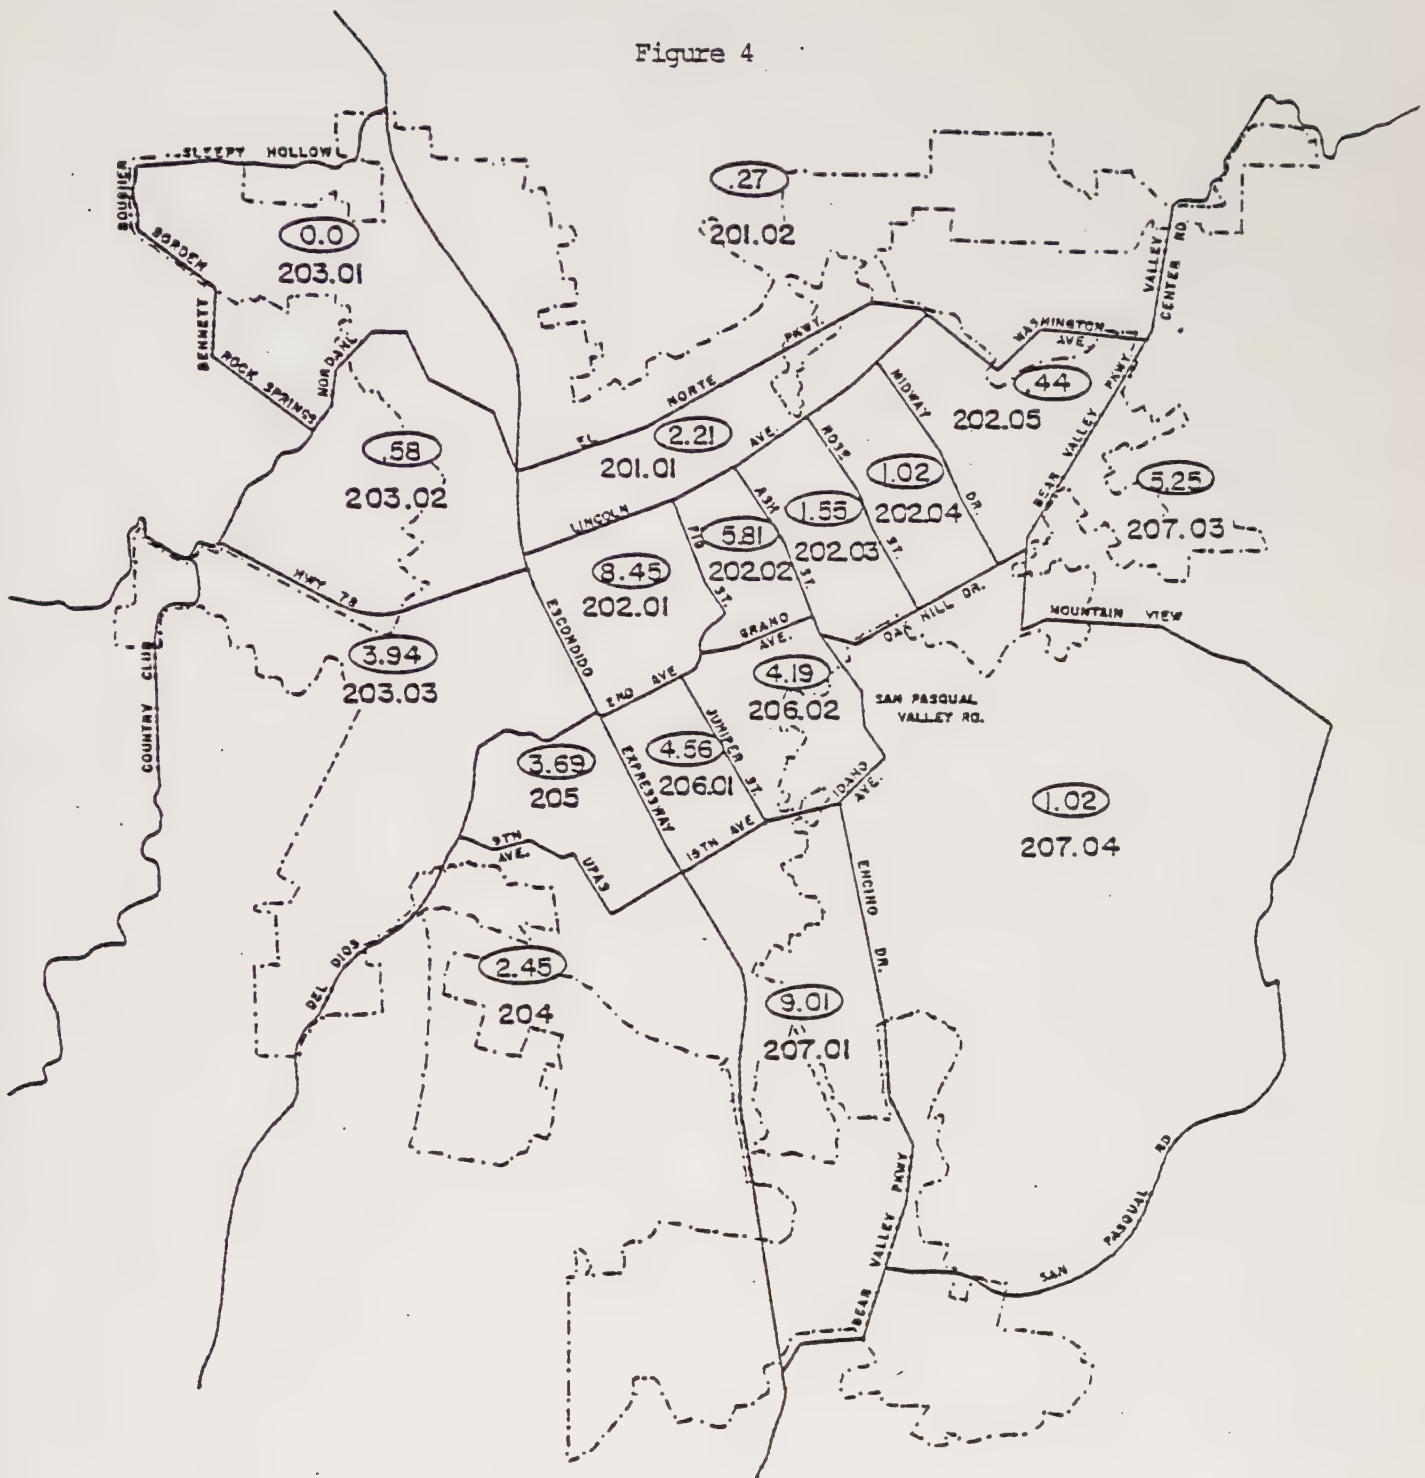 Figure 4
SLEEPY HOLLOW
BOUGHER
BORDEN
0.0
203.01
.27
201.02
VALLEY
CENTER RD
BENNETT
ROCK SPRINGS
NORDAHL
EL NORTE PKWY.
WASHINGTON
AVE.
.44
202.05
MIDWAY DR.
BEAR VALLEY PKWY.
.58
203.02
2.21
201.01
LINCOLN AVE.
ROSE ST.
1.02
202.04
5.25
207.03
ASH ST.
1.55
202.03
FIG ST.
5.81
202.02
8.45
202.01
HWY 78
GRAND
AVE.
OAK HILL DR.
MOUNTAIN VIEW
ESCONDIDO
EXPRESSWAY
3.94
203.03
COUNTRY CLUB
2ND AVE
4.19
206.02
SAN PASQUAL
VALLEY RD.
JUNIPER ST.
4.56
206.01
3.69
205
IDAHO
AVE.
1.02
207.04
9TH
AVE.
UPAS
15TH AVE
ENCINO DR.
DEL DIOS
2.45
204
9.01
207.01
BEAR VALLEY PKWY
SAN PASQUAL RD